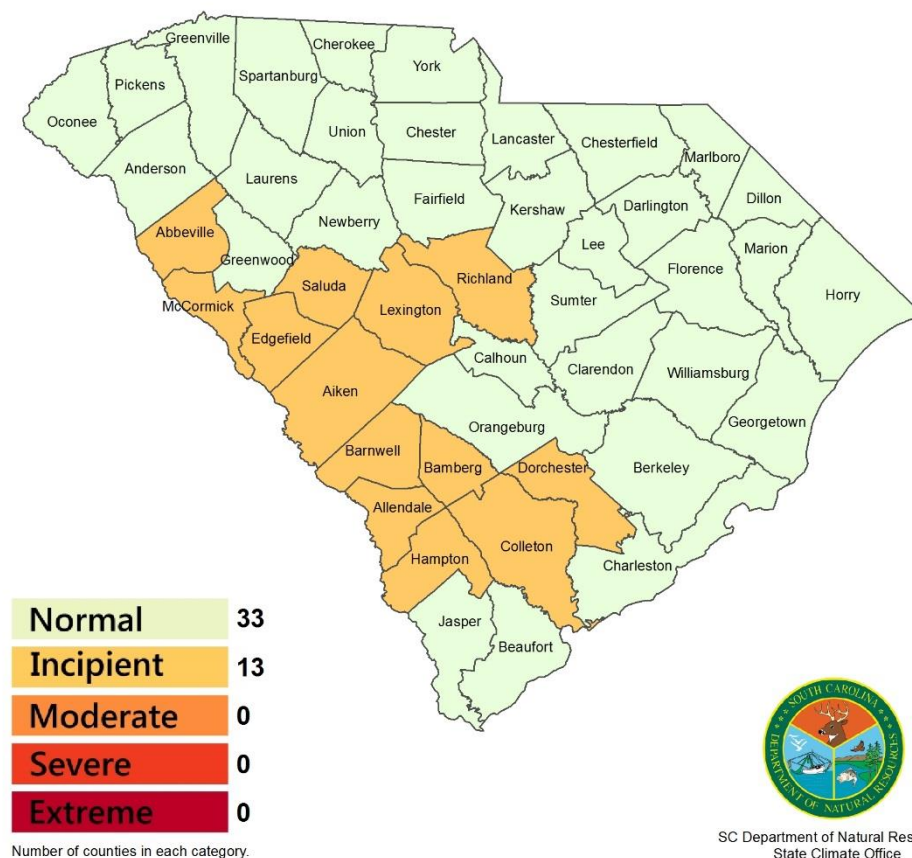 Greenville
Cherokee
York
Spartanburg
Pickens
Oconee
Union
Chester
Lancaster
Chesterfield
Marlboro
Anderson
Laurens
Fairfield
Kershaw
Darlington
Dillon
Newberry
Abbeville
Greenwood
Lee
Marion
Florence
Richland
Saluda
Lexington
Sumter
Horry
McCormick
Edgefield
Calhoun
Clarendon
Williamsburg
Aiken
Georgetown
Orangeburg
Barnwell
Bamberg
Dorchester
Berkeley
Allendale
Colleton
Hampton
Charleston
Jasper
Beaufort
Normal 33
Incipient 13
Moderate 0
Severe 0
Extreme 0
Number of counties in each category.
SOUTH CAROLINA
DEPARTMENT OF NATURAL RESOURCES
SC Department of Natural Res
State Climate Office